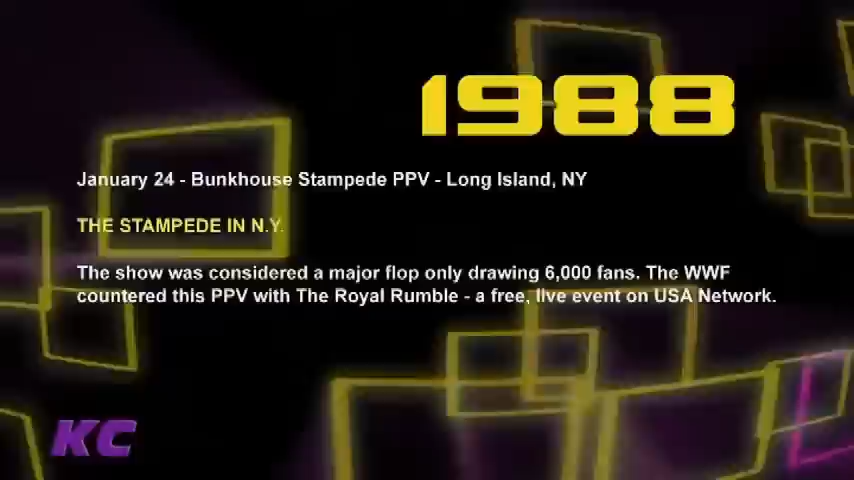 1988
January 24 - Bunkhouse Stampede PPV - Long Island, NY
THE STAMPEDE IN N.Y.
The show was considered a major flop only drawing 6,000 fans. The WWF
countered this PPV with The Royal Rumble - a free, live event on USA Network.
KC